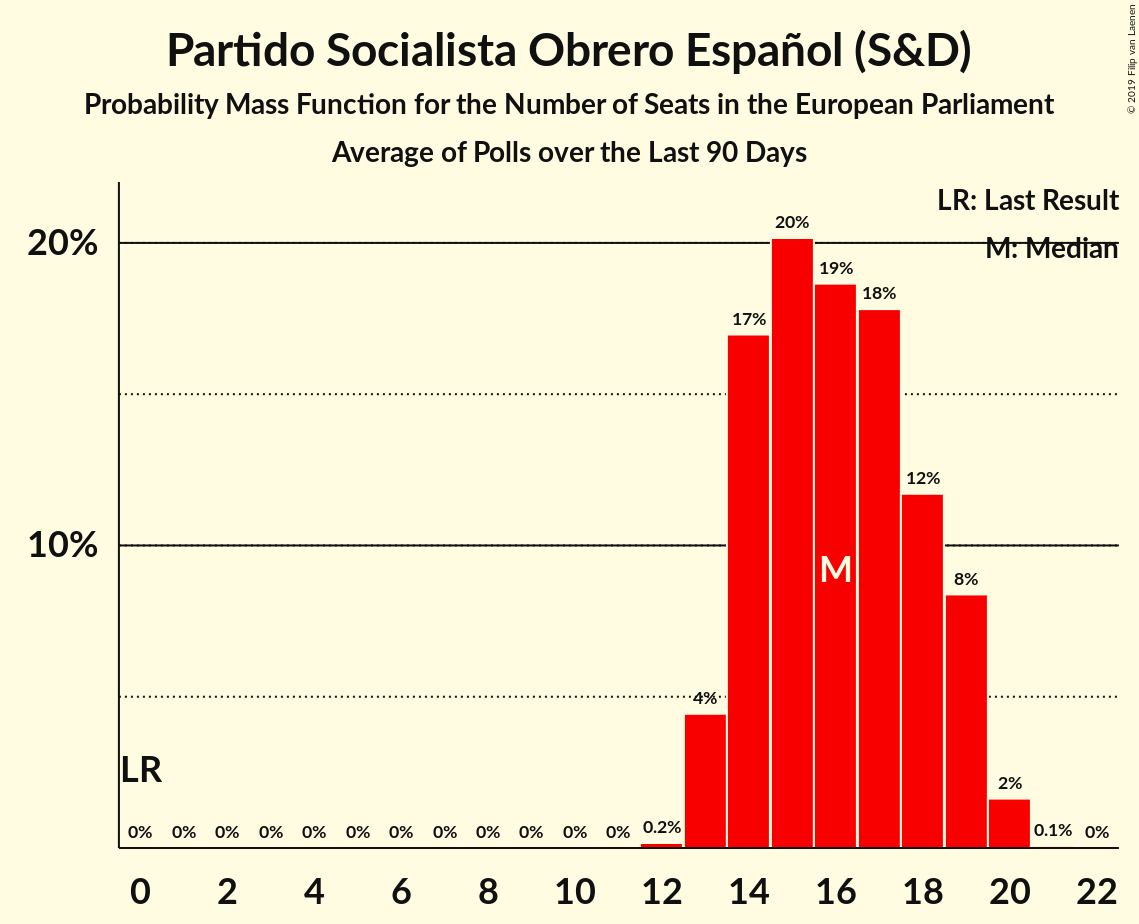 Partido Socialista Obrero Español (S&D)
Probability Mass Function for the Number of Seats in the European Parliament
Average of Polls over the Last 90 Days
© 2019 Filip van Laenen
LR: Last Result
M: Median
20%
10%
20%
19%
18%
17%
12%
8%
4%
2%
M
LR
0% 0% 0% 0% 0% 0% 0% 0% 0% 0% 0% 0% 0.2% 0.1% 0%
0 2 4 6 8 10 12 14 16 18 20 22